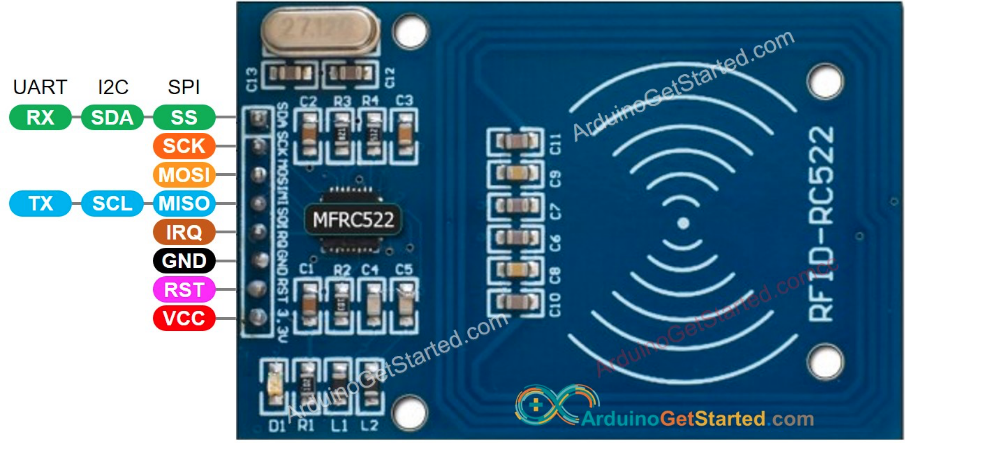 27.120
C13
C12
UART I2C SPI
RX SDA SS
SCK
MOSI
TX SCL MISO
IRQ
GND
RST
VCC
SDA SCK MOSI MISO IRQ GND RST 3.3V
C2 R3 R4 C3
MFRC522
C1 R2 C4 C5
D1 R1 L1 L2
C11
C9
C7
C6
C8
C10
RFID-RC522
ArduinoGetStarted.com
ArduinoGetStarted.com
ArduinoGetStarted.com
ArduinoGetStarted.com